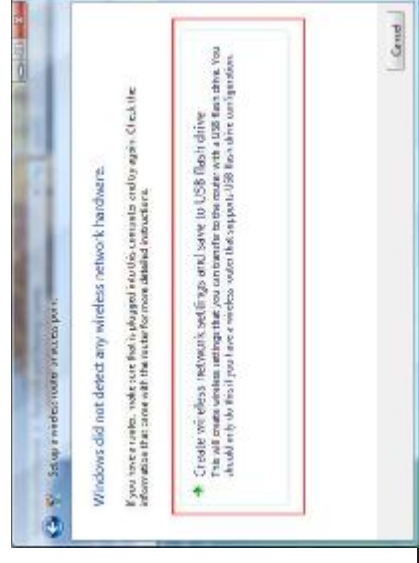 Set up a wireless router or access point
Windows did not detect any wireless network hardware.
If you have a router, make sure that is plugged into this computer and try again. Check the
information that came with the router for more detailed instructions.
Create wireless network settings and save to USB flash drive
This will create wireless settings that you can transfer to the router with a USB flash drive. You
should only do this if you have a wireless router that supports USB flash drive configuration.
Cancel